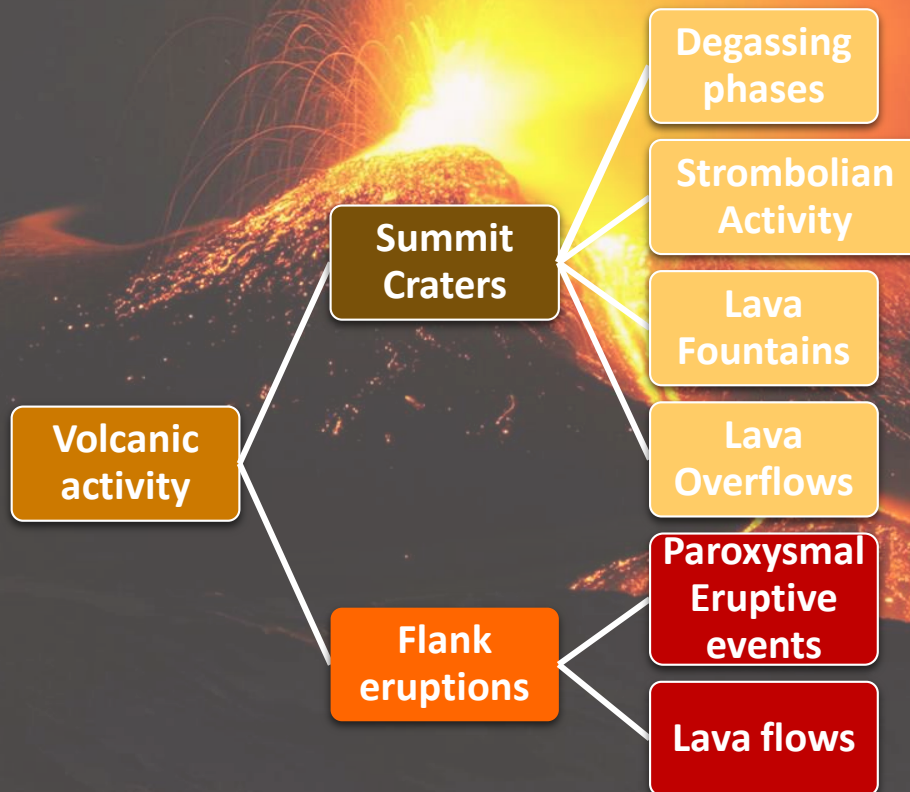 Degassing
phases
Strombolian
Activity
Summit
Craters
Lava
Fountains
Volcanic
activity
Lava
Overflows
Paroxysmal
Eruptive
events
Flank
eruptions
Lava flows